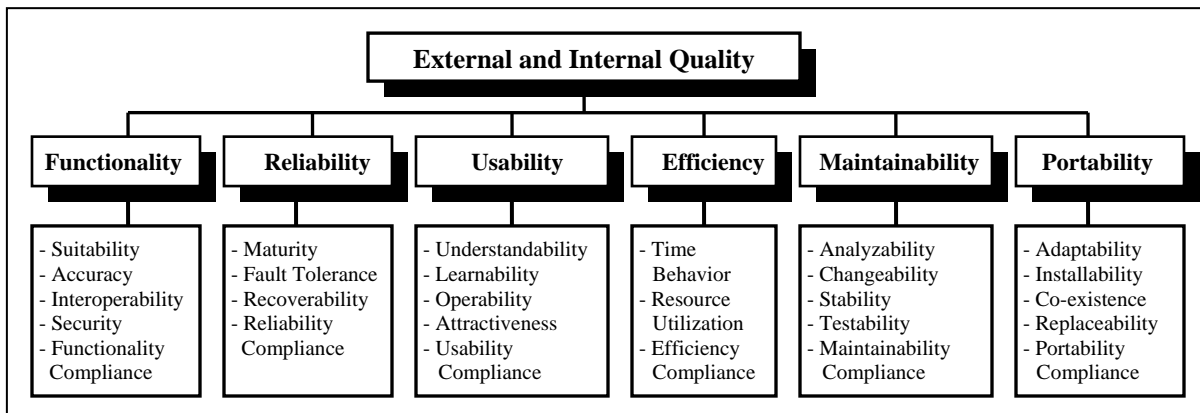 External and Internal Quality
Functionality
Reliability
Usability
Efficiency
Maintainability
Portability
- Suitability
- Accuracy
- Interoperability
- Security
- Functionality
Compliance
- Maturity
- Fault Tolerance
- Recoverability
- Reliability
Compliance
- Understandability
- Learnability
- Operability
- Attractiveness
- Usability
Compliance
- Time
Behavior
- Resource
Utilization
- Efficiency
Compliance
- Analyzability
- Changeability
- Stability
- Testability
- Maintainability
Compliance
- Adaptability
- Installability
- Co-existence
- Replaceability
- Portability
Compliance